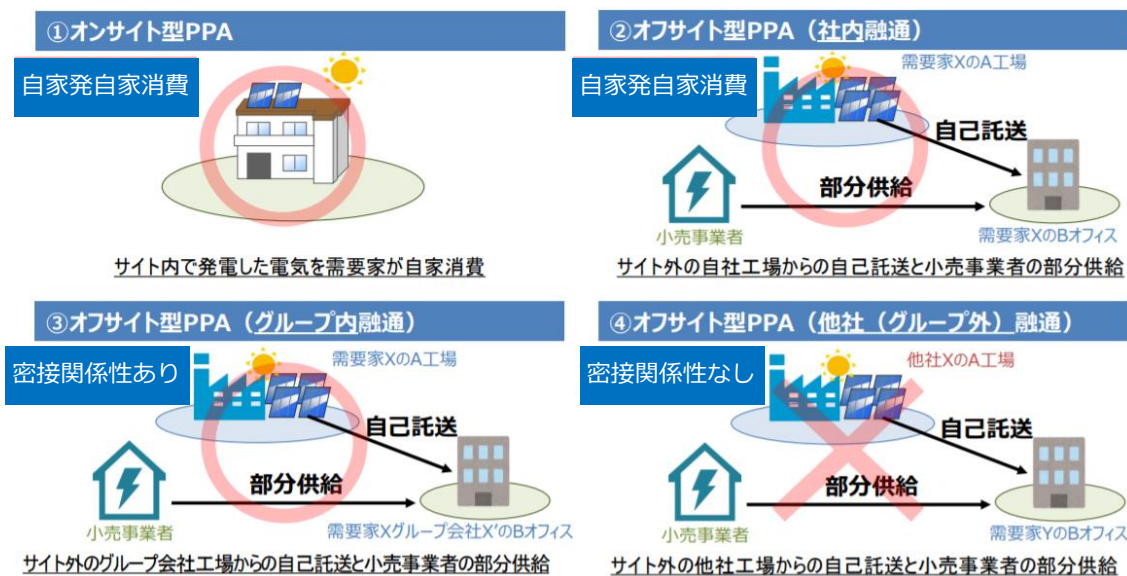 ①オンサイト型PPA
自家発自家消費
サイト内で発電した電気を需要家が自家消費
②オフサイト型PPA（社内融通）
自家発自家消費
需要家XのA工場
自己託送
部分供給
小売事業者
需要家XのBオフィス
サイト外の自社工場からの自己託送と小売事業者の部分供給
③オフサイト型PPA（グループ内融通）
密接関係性あり
需要家XのA工場
自己託送
部分供給
小売事業者
需要家Xグループ会社X'のBオフィス
サイト外のグループ会社工場からの自己託送と小売事業者の部分供給
④オフサイト型PPA（他社（グループ外）融通）
密接関係性なし
他社XのA工場
自己託送
部分供給
小売事業者
需要家YのBオフィス
サイト外の他社工場からの自己託送と小売事業者の部分供給